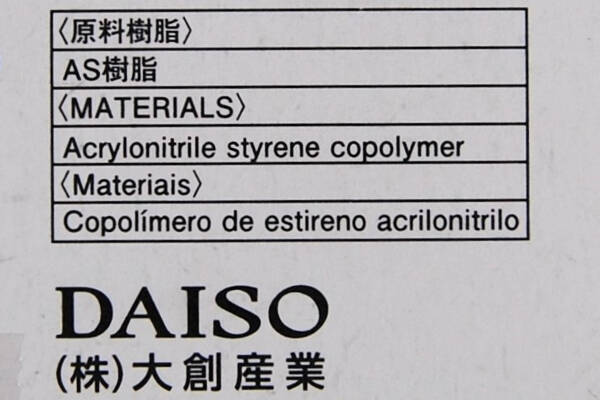 〈原料樹脂〉
AS樹脂
〈MATERIALS〉
Acrylonitrile styrene copolymer
〈Materiais〉
Copolímero de estireno acrilonitrilo
DAISO
(株)大創産業